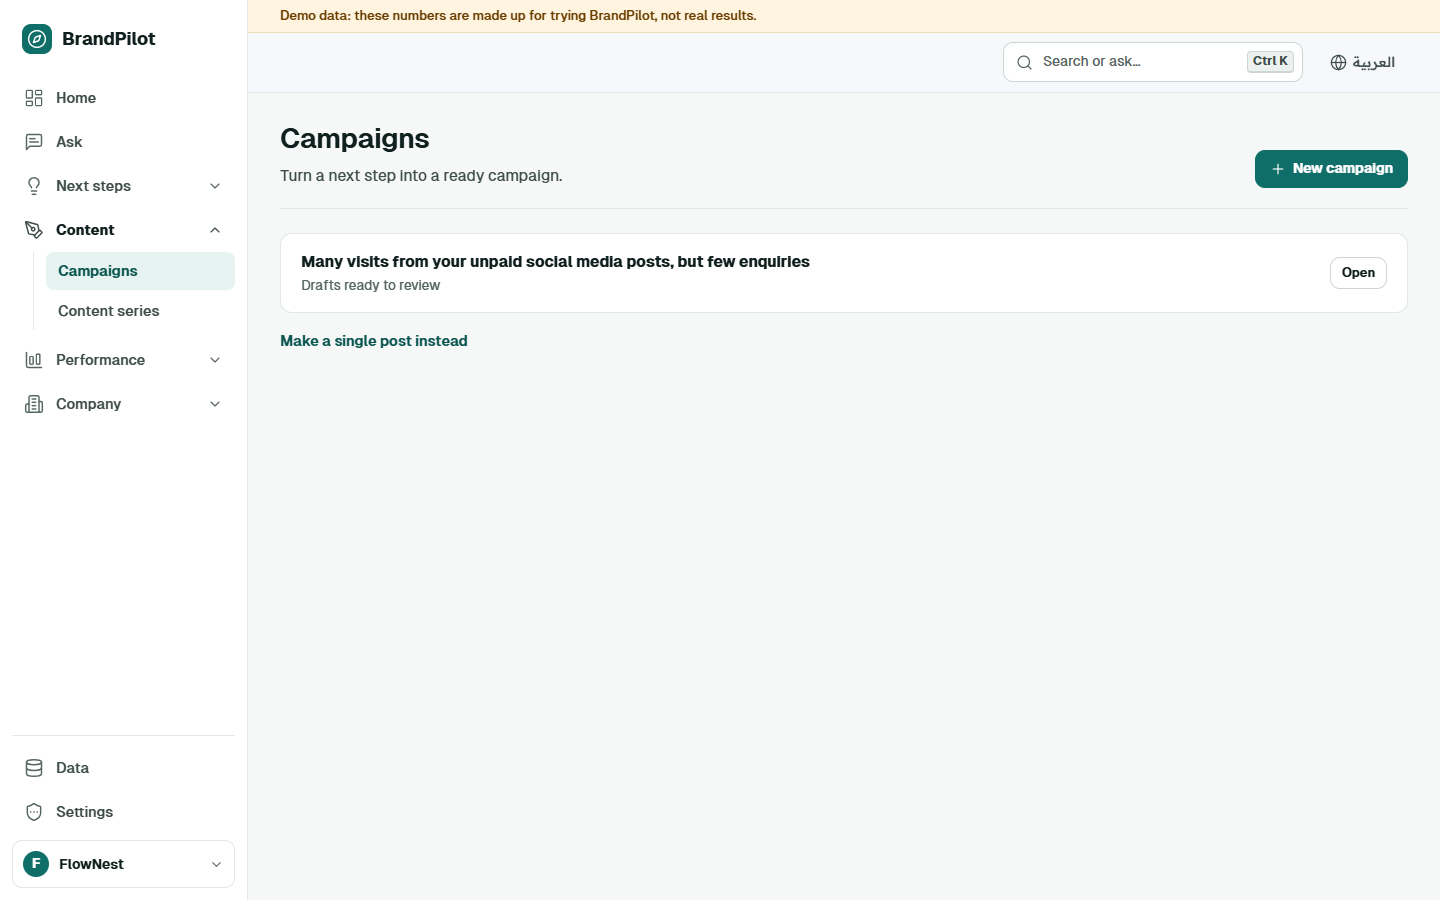 BrandPilot
Home
Ask
Next steps
Content
Campaigns
Content series
Performance
Company
Data
Settings
F FlowNest
Demo data: these numbers are made up for trying BrandPilot, not real results.
Search or ask... Ctrl K
العربية
Campaigns
Turn a next step into a ready campaign.
+ New campaign
Many visits from your unpaid social media posts, but few enquiries
Drafts ready to review
Open
Make a single post instead